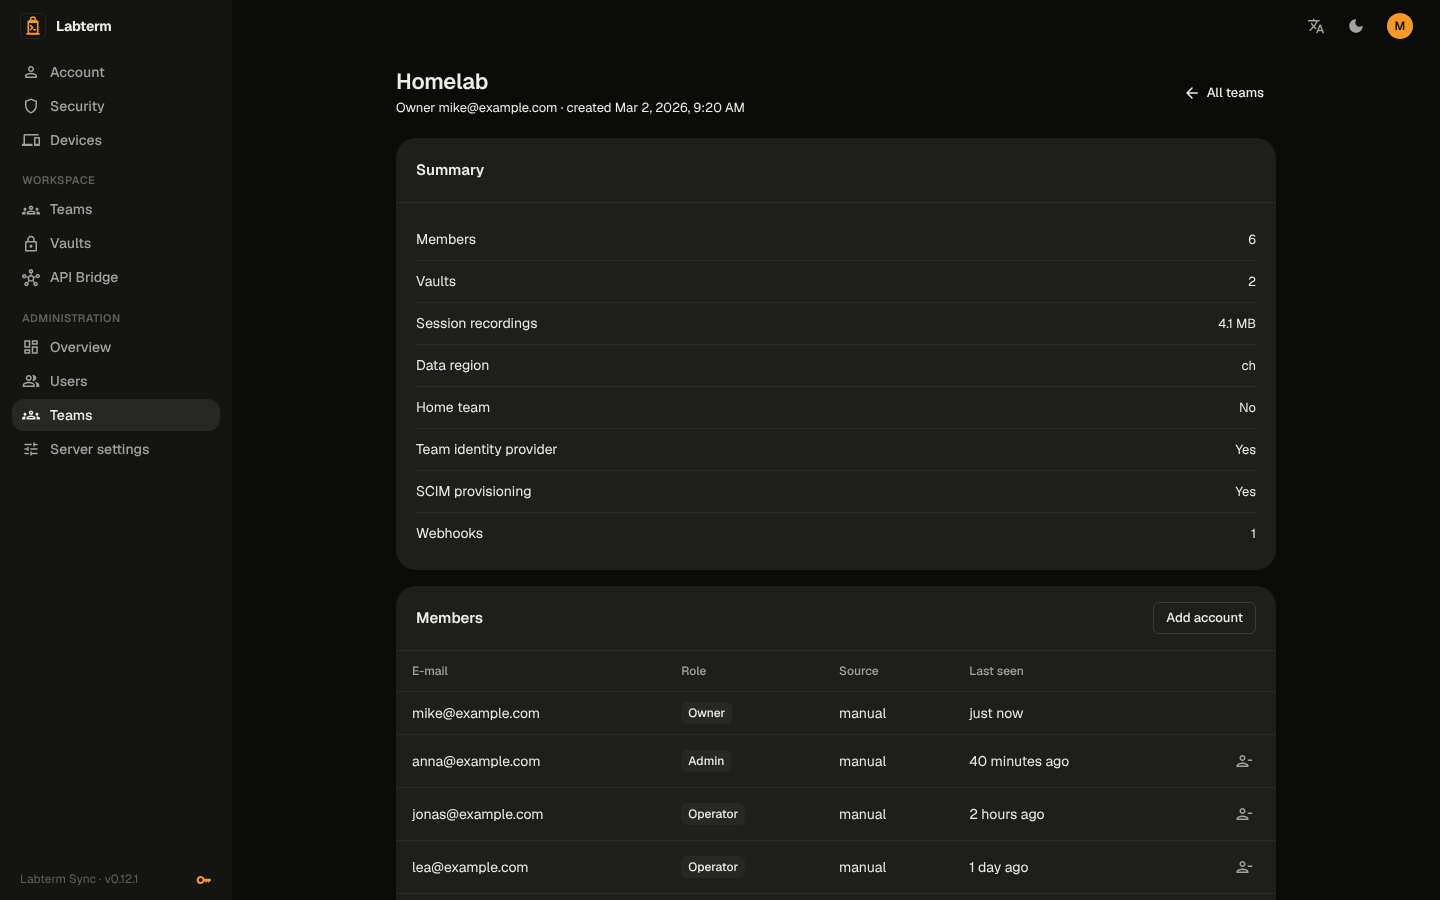 Labterm
M
Account
Security
Devices
WORKSPACE
Teams
Vaults
API Bridge
ADMINISTRATION
Overview
Users
Teams
Server settings
Labterm Sync · v0.12.1
Homelab
Owner mike@example.com · created Mar 2, 2026, 9:20 AM
All teams
Summary
Members 6
Vaults 2
Session recordings 4.1 MB
Data region ch
Home team No
Team identity provider Yes
SCIM provisioning Yes
Webhooks 1
Members Add account
E-mail Role Source Last seen
mike@example.com Owner manual just now
anna@example.com Admin manual 40 minutes ago
jonas@example.com Operator manual 2 hours ago
lea@example.com Operator manual 1 day ago